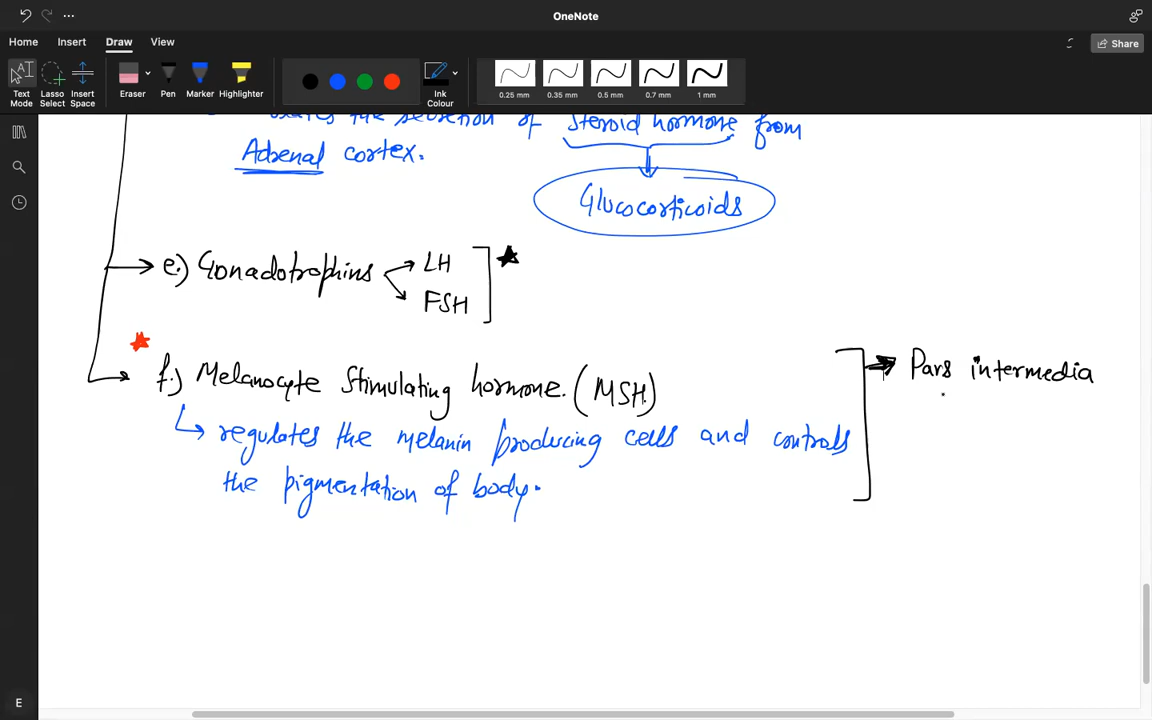 OneNote
Home Insert Draw View
Share
Text Mode
Lasso Select
Insert Space
Eraser
Pen
Marker
Highlighter
Ink Colour
0.25 mm
0.35 mm
0.5 mm
0.7 mm
1 mm
the secretion of Steroid hormone from
Adrenal cortex.
Glucocorticoids
e.) Gonadotrophins
LH
FSH
f.) Melanocyte Stimulating hormone. (MSH)
Pars intermedia
regulates the melanin producing cells and controls
the pigmentation of body.
E